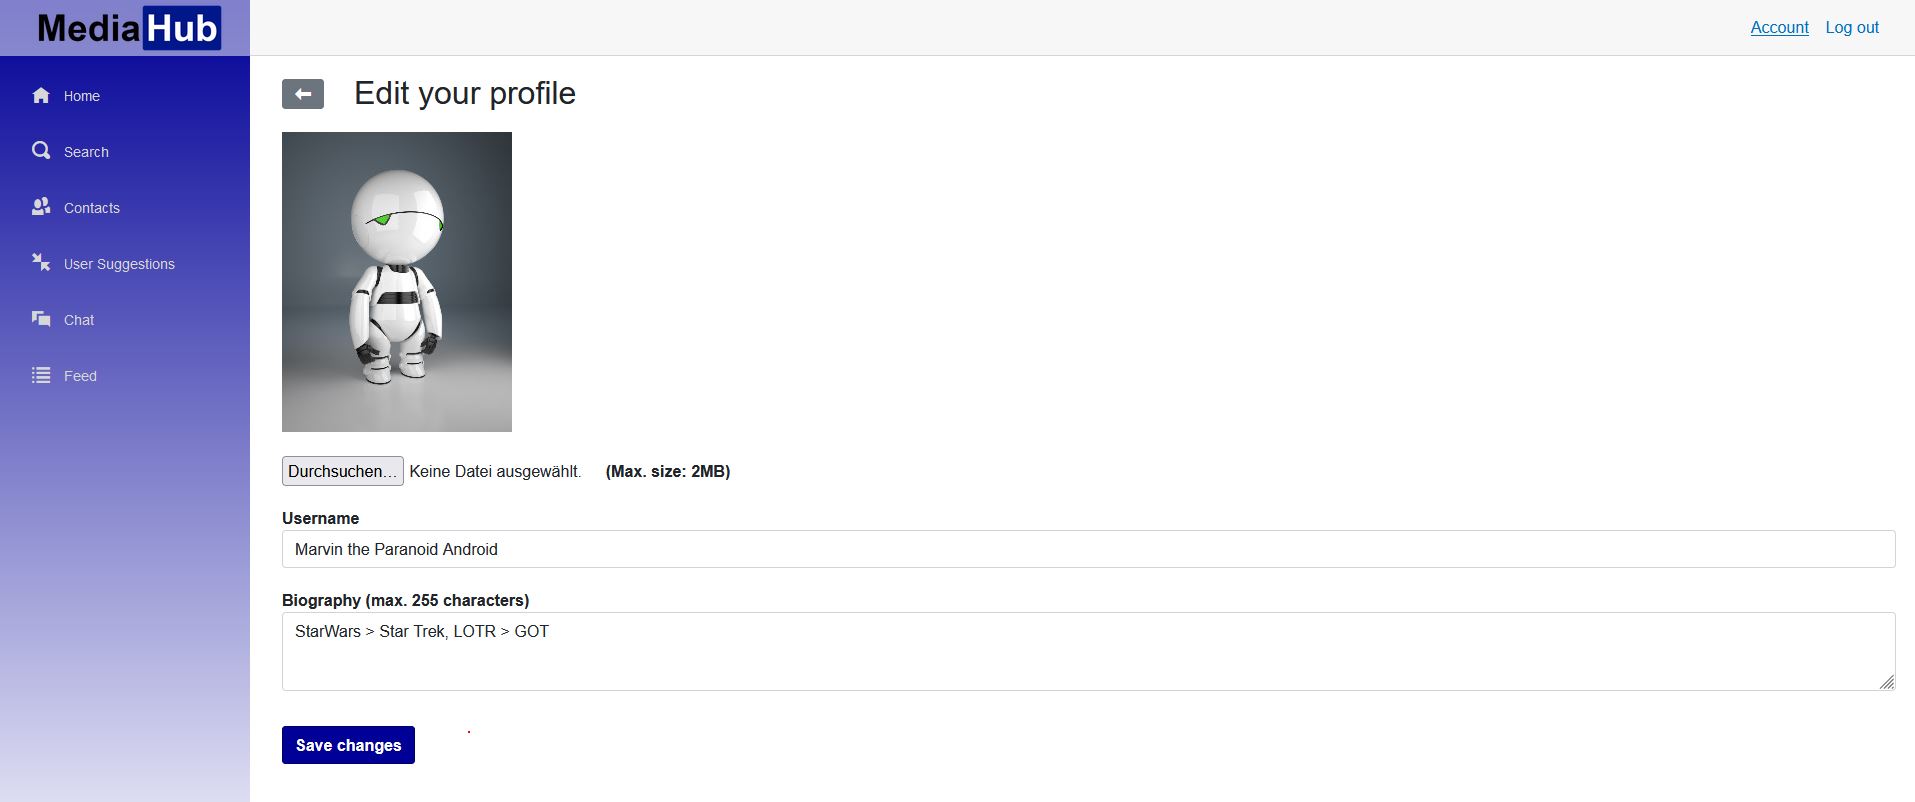 MediaHub
Account Log out
Home
Search
Contacts
User Suggestions
Chat
Feed
Edit your profile
Durchsuchen... Keine Datei ausgewählt. (Max. size: 2MB)
Username
Marvin the Paranoid Android
Biography (max. 255 characters)
StarWars > Star Trek, LOTR > GOT
Save changes